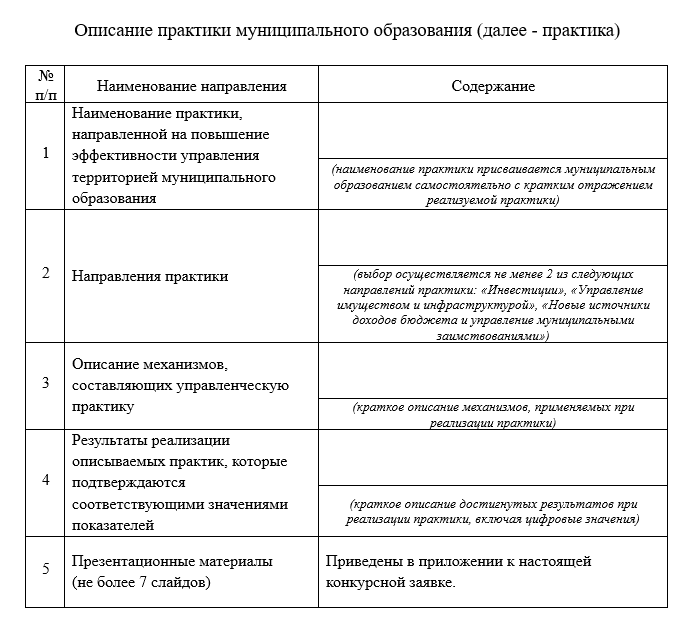 Описание практики муниципального образования (далее - практика)
№
п/п
Наименование направления
Содержание
1
Наименование практики,
направленной на повышение
эффективности управления
территорией муниципального
образования
(наименование практики присваивается муниципальным
образованием самостоятельно с кратким отражением
реализуемой практики)
2
Направления практики
(выбор осуществляется не менее 2 из следующих
направлений практики: «Инвестиции», «Управление
имуществом и инфраструктурой», «Новые источники
доходов бюджета и управление муниципальными
заимствованиями»)
3
Описание механизмов,
составляющих управленческую
практику
(краткое описание механизмов, применяемых при
реализации практики)
4
Результаты реализации
описываемых практик, которые
подтверждаются
соответствующими значениями
показателей
(краткое описание достигнутых результатов при
реализации практики, включая цифровые значения)
5
Презентационные материалы
(не более 7 слайдов)
Приведены в приложении к настоящей
конкурсной заявке.